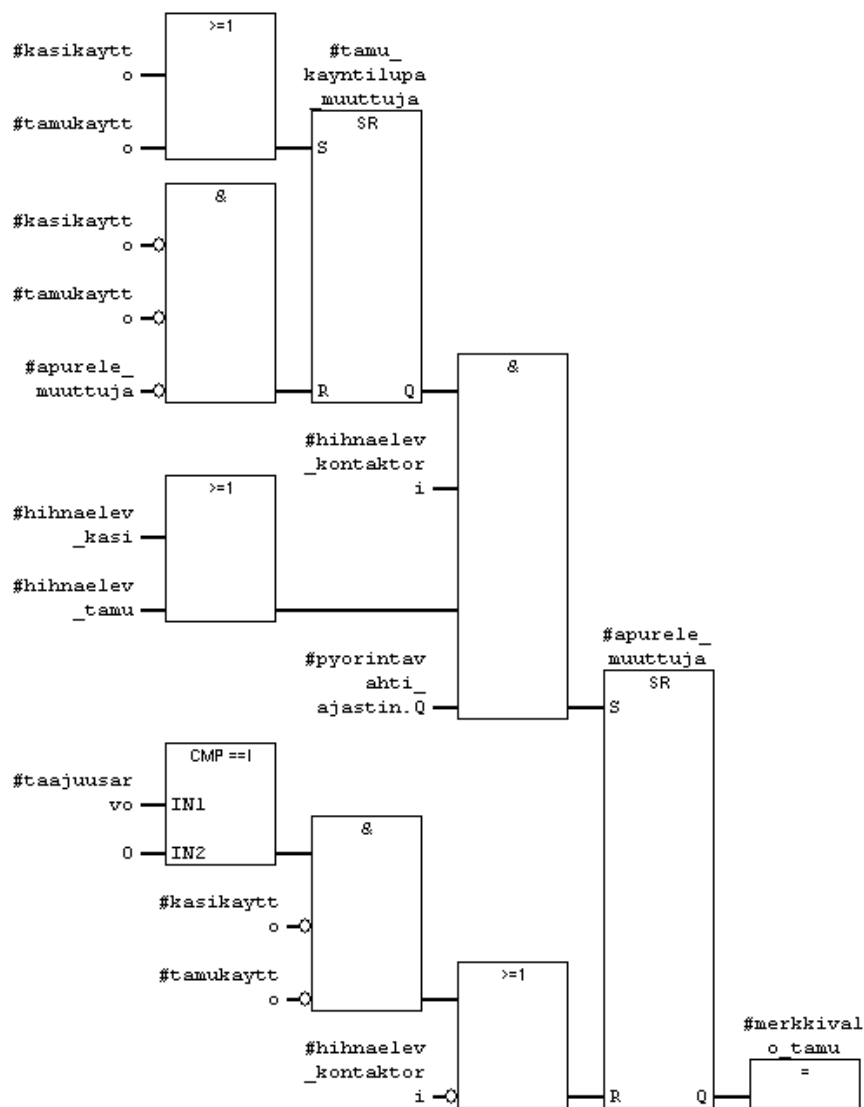 >=1
#kasikaytt
o
#tamukaytt
o
#tamu_
kayntilupa
_muuttuja
SR
S
&
#kasikaytt
o
#tamukaytt
o
#apurele_
muuttuja
R Q
&
#hihnaelev
_kontaktor
i
>=1
#hihnaelev
_kasi
#hihnaelev
_tamu
#pyorintav
ahti_
ajastin.Q
#apurele_
muuttuja
SR
S
CMP ==I
#taajuusar
vo
IN1
0
IN2
&
#kasikaytt
o
#tamukaytt
o
>=1
#hihnaelev
_kontaktor
i
R Q
#merkkival
o_tamu
=